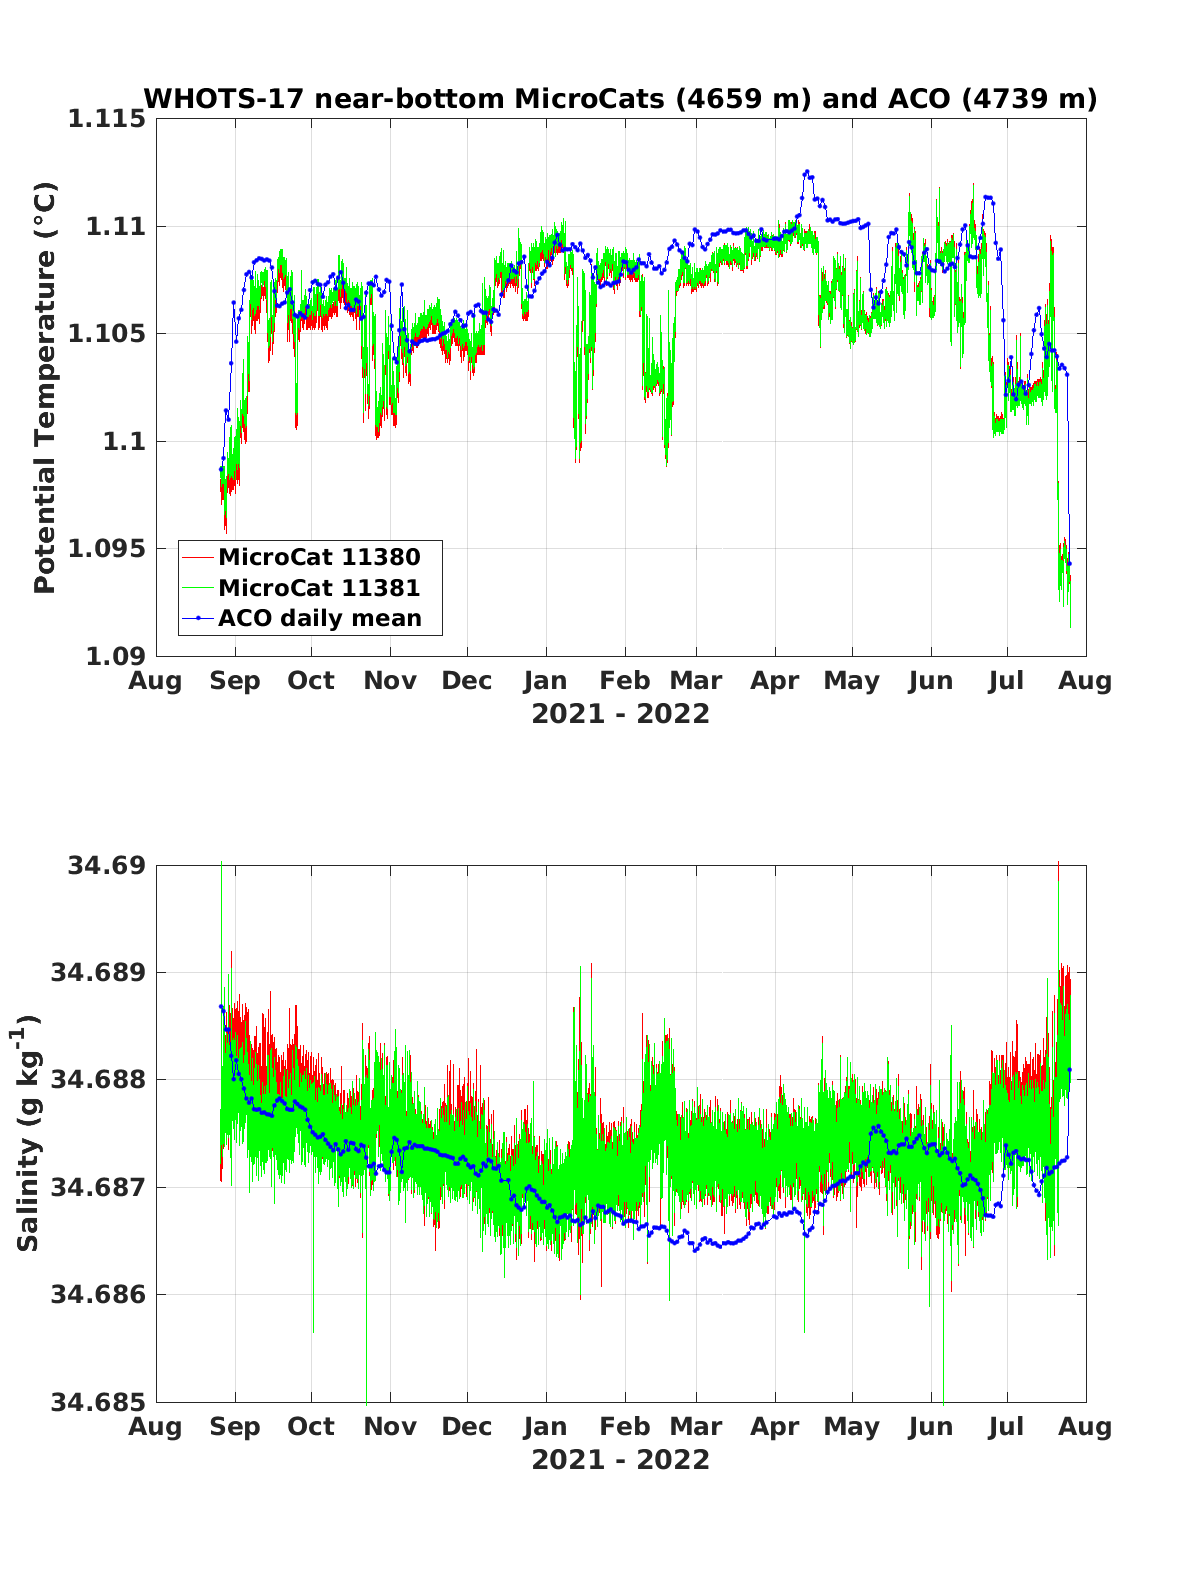 WHOTS-17 near-bottom MicroCats (4659 m) and ACO (4739 m)
1.115
1.11
1.105
1.1
1.095
1.09
Potential Temperature (°C)
MicroCat 11380
MicroCat 11381
ACO daily mean
Aug Sep Oct Nov Dec Jan Feb Mar Apr May Jun Jul Aug
2021 - 2022
34.69
34.689
34.688
34.687
34.686
34.685
Salinity (g kg⁻¹)
Aug Sep Oct Nov Dec Jan Feb Mar Apr May Jun Jul Aug
2021 - 2022